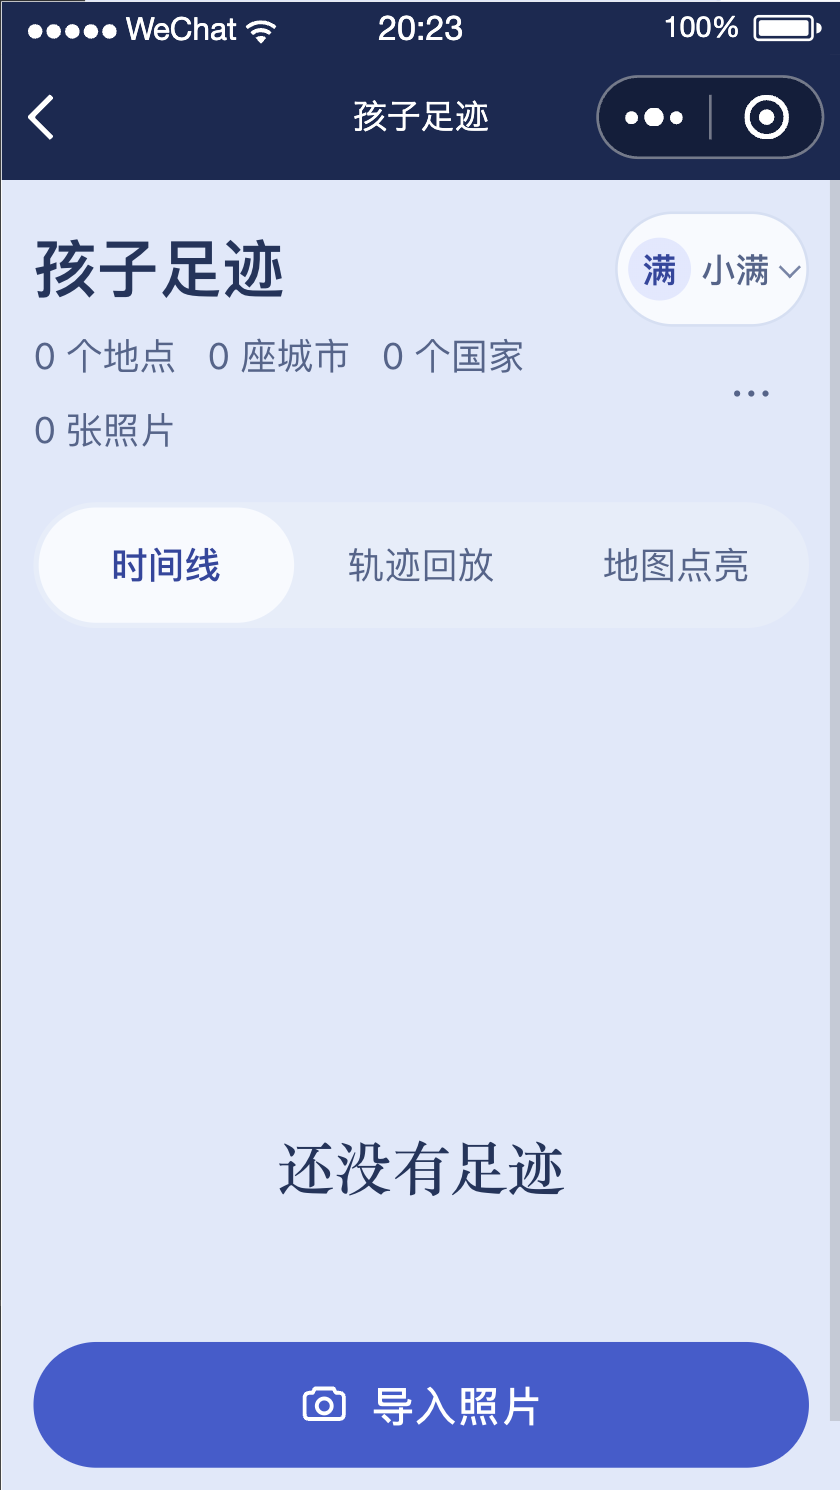 WeChat 20:23 100%
孩子足迹
孩子足迹
满 小满
0 个地点 0 座城市 0 个国家
0 张照片
时间线 轨迹回放 地图点亮
还没有足迹
导入照片